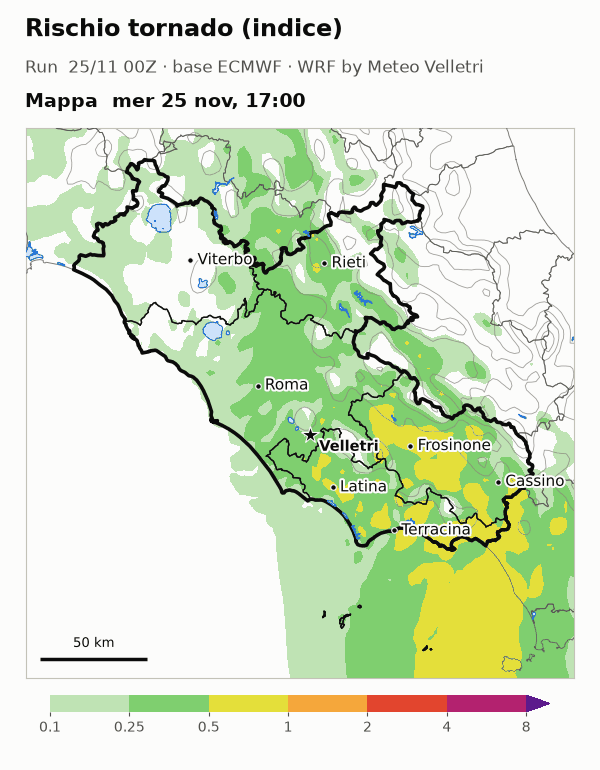 Rischio tornado (indice)
Run  25/11 00Z · base ECMWF · WRF by Meteo Velletri
Mappa  mer 25 nov, 17:00
Viterbo
Rieti
Roma
Velletri
Frosinone
Latina
Cassino
Terracina
50 km
0.1 0.25 0.5 1 2 4 8